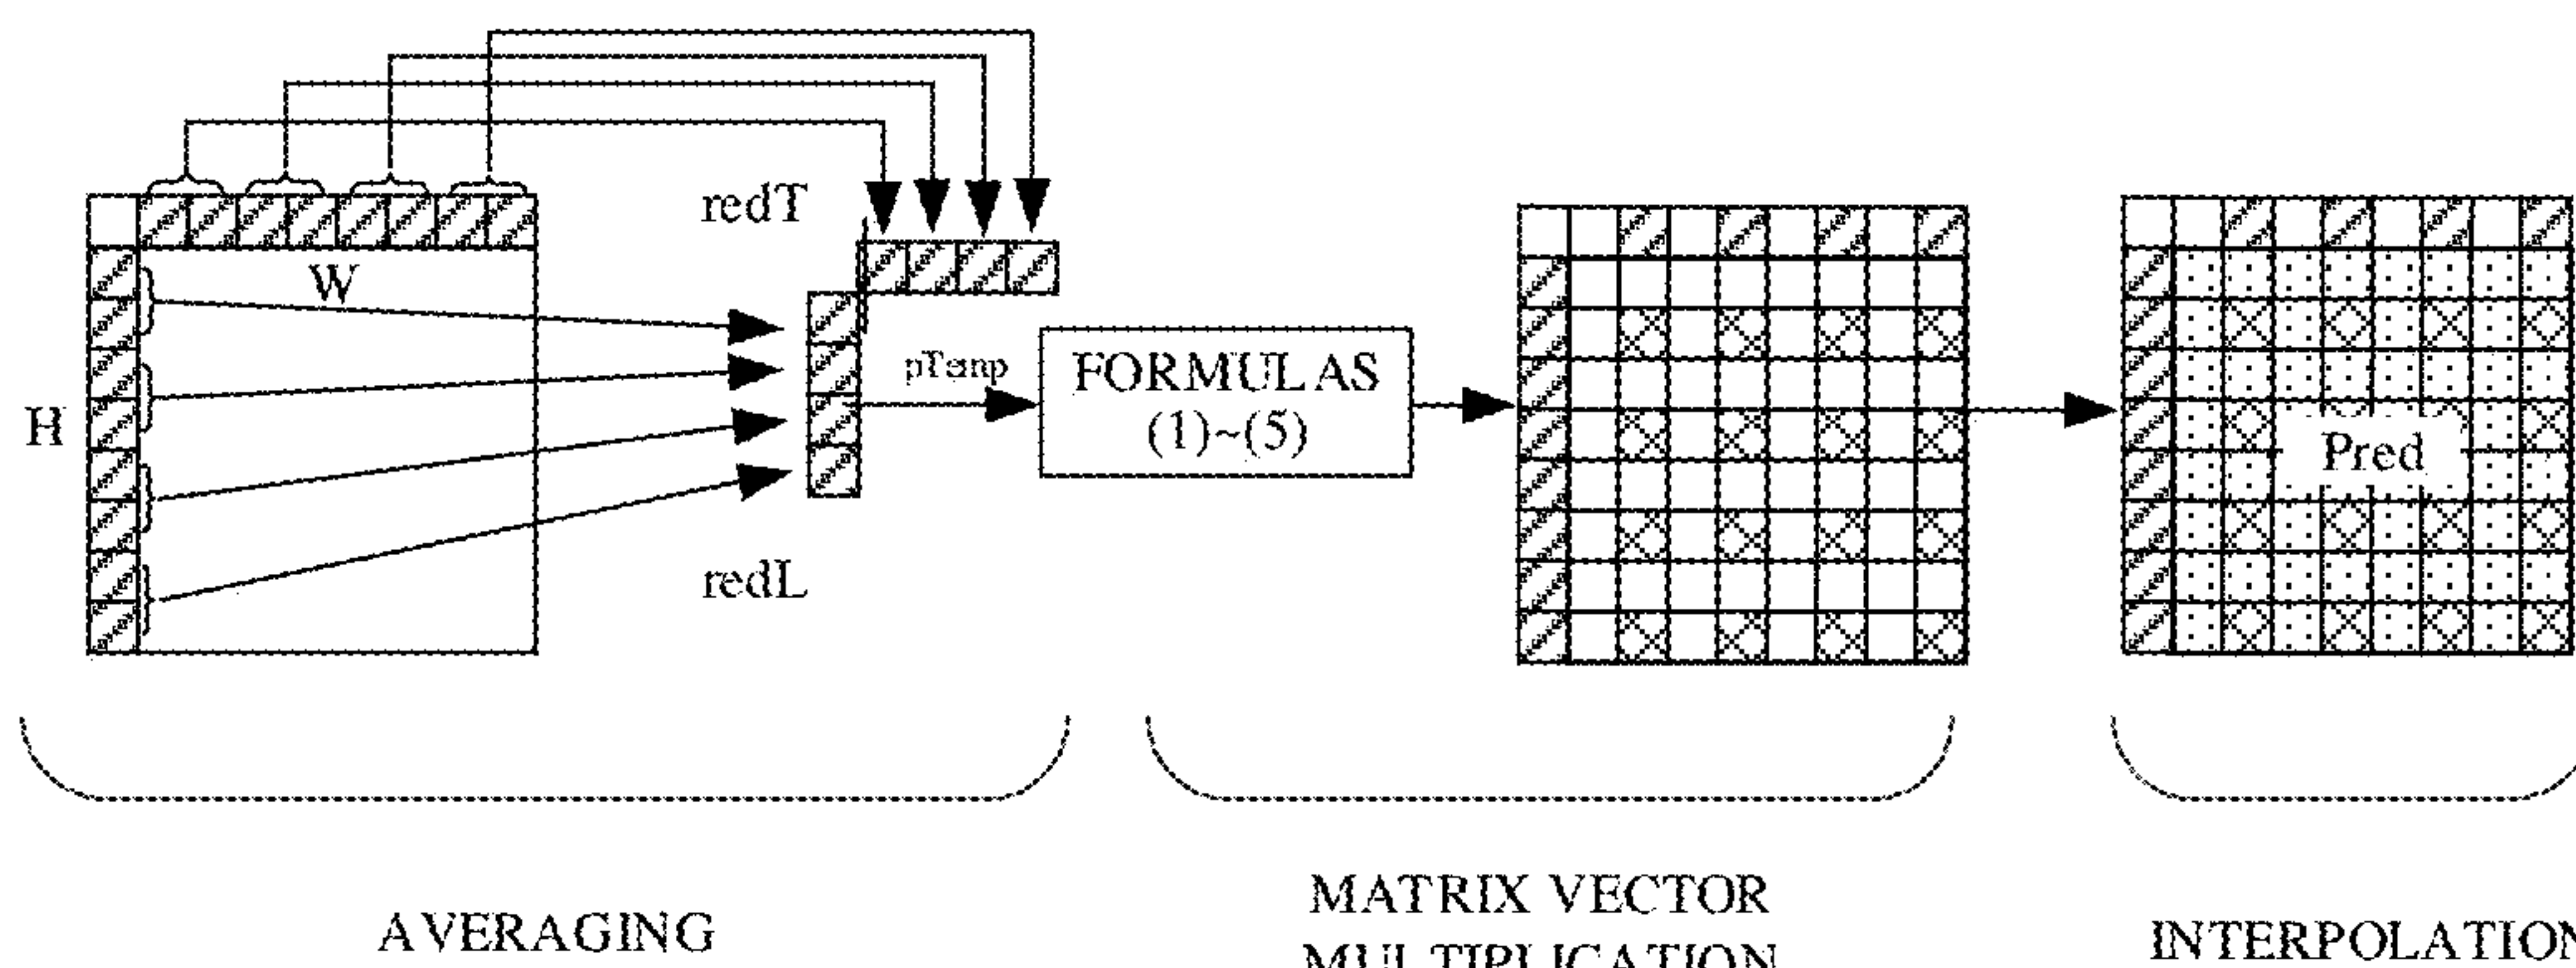 redT
W
pTemp
FORMULAS
(1)~(5)
H
Pred
redL
AVERAGING
MATRIX VECTOR
MULTIPLICATION
INTERPOLATION